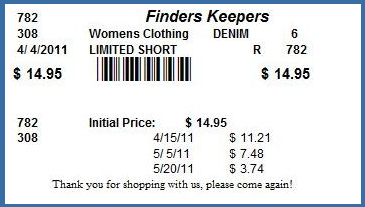 782 Finders Keepers
308 Womens Clothing DENIM 6
4/ 4/2011 LIMITED SHORT R 782
$ 14.95 $ 14.95
782 Initial Price: $ 14.95
308 4/15/11 $ 11.21
5/ 5/11 $ 7.48
5/20/11 $ 3.74
Thank you for shopping with us, please come again!